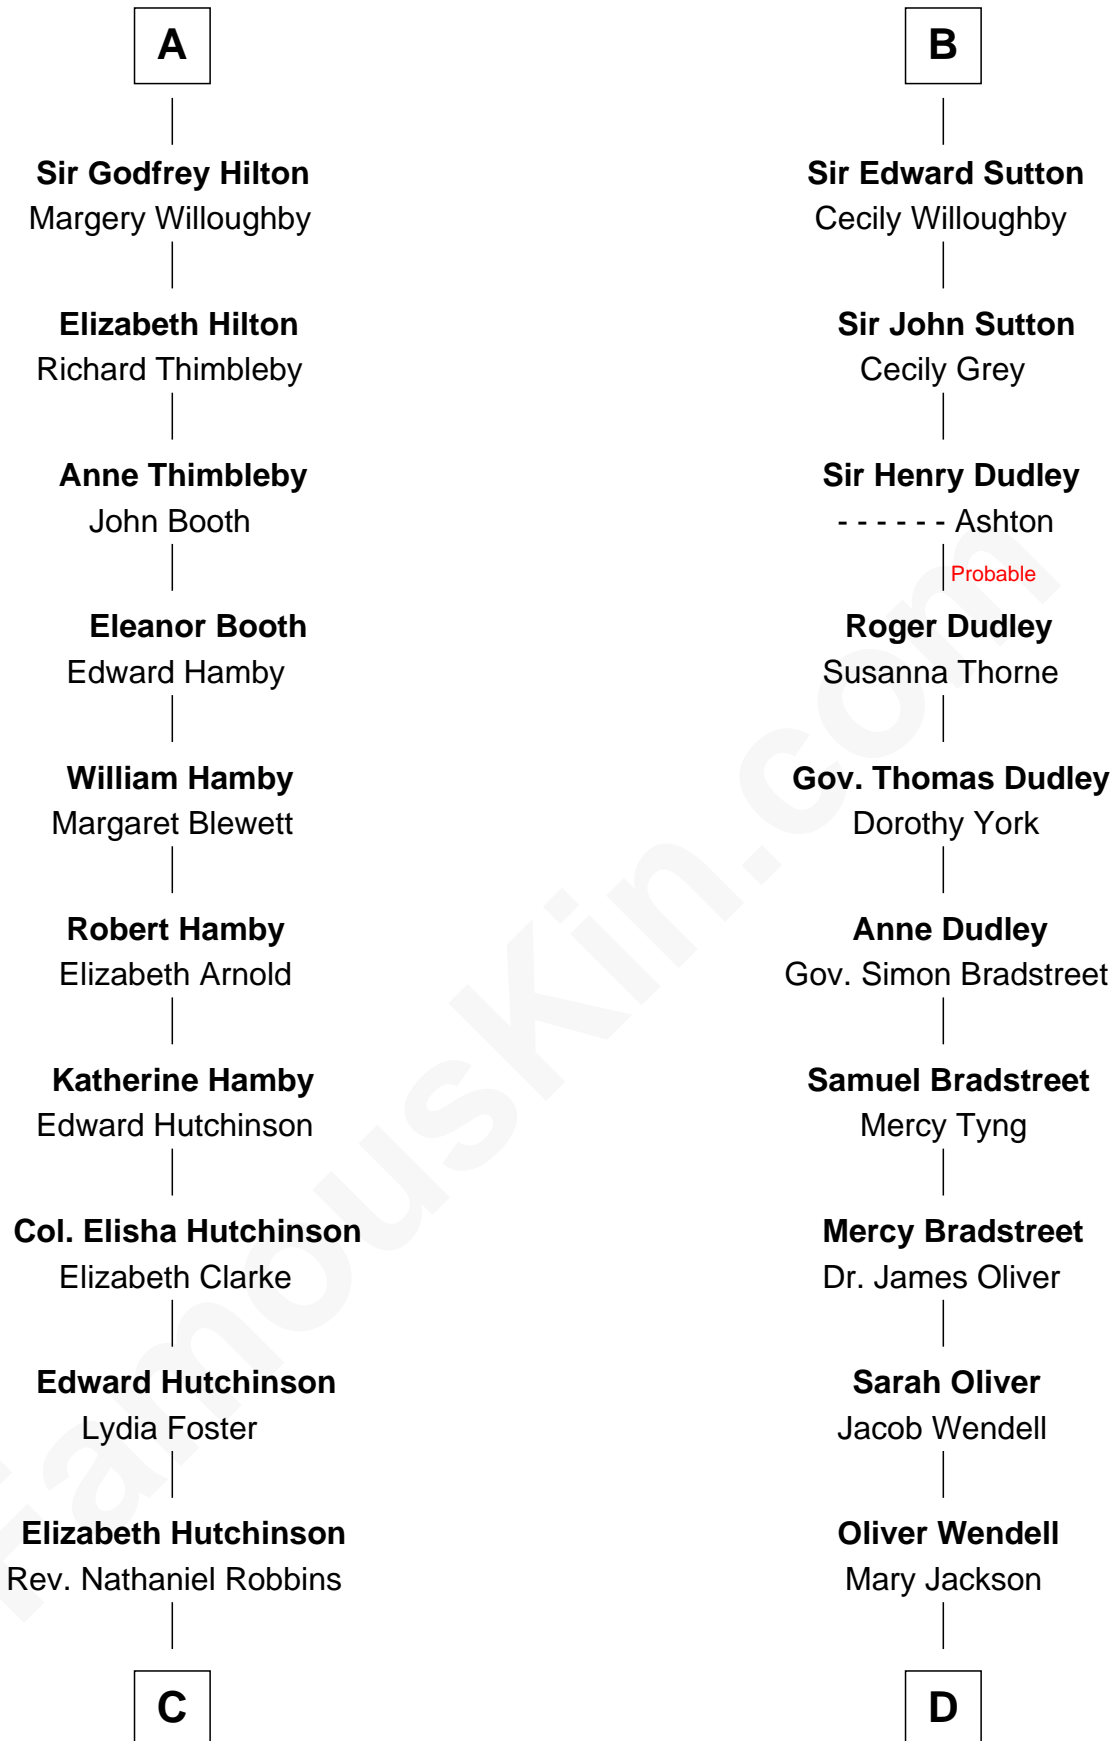 A
Sir Godfrey Hilton
Margery Willoughby
Elizabeth Hilton
Richard Thimbleby
Anne Thimbleby
John Booth
Eleanor Booth
Edward Hamby
William Hamby
Margaret Blewett
Robert Hamby
Elizabeth Arnold
Katherine Hamby
Edward Hutchinson
Col. Elisha Hutchinson
Elizabeth Clarke
Edward Hutchinson
Lydia Foster
Elizabeth Hutchinson
Rev. Nathaniel Robbins
C
B
Sir Edward Sutton
Cecily Willoughby
Sir John Sutton
Cecily Grey
Sir Henry Dudley
- - - - - - Ashton
Probable
Roger Dudley
Susanna Thorne
Gov. Thomas Dudley
Dorothy York
Anne Dudley
Gov. Simon Bradstreet
Samuel Bradstreet
Mercy Tyng
Mercy Bradstreet
Dr. James Oliver
Sarah Oliver
Jacob Wendell
Oliver Wendell
Mary Jackson
D
FamousKin.com